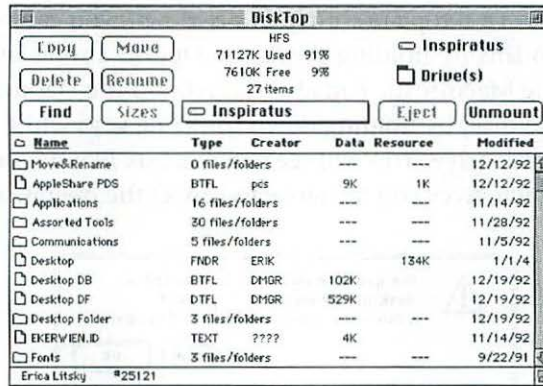 DiskTop
Copy Move HFS Inspiratus
71127K Used 91%
Delete Rename 7610K Free 9% Drive(s)
27 items
Find Sizes Inspiratus Eject Unmount
Name Type Creator Data Resource Modified
Move&Rename 0 files/folders --- --- 12/12/92
AppleShare PDS BTFL pds 9K 1K 12/12/92
Applications 16 files/folders --- --- 11/14/92
Assorted Tools 30 files/folders --- --- 11/28/92
Communications 5 files/folders --- --- 11/5/92
Desktop FNDR ERIK 134K 1/1/4
Desktop DB BTFL DMGR 102K 12/19/92
Desktop DF DTFL DMGR 529K 12/19/92
Desktop Folder 3 files/folders --- --- 12/19/92
EKERWIEN.ID TEXT ???? 4K 11/14/92
Fonts 3 files/folders --- --- 9/22/91
Erica Litsky #25121